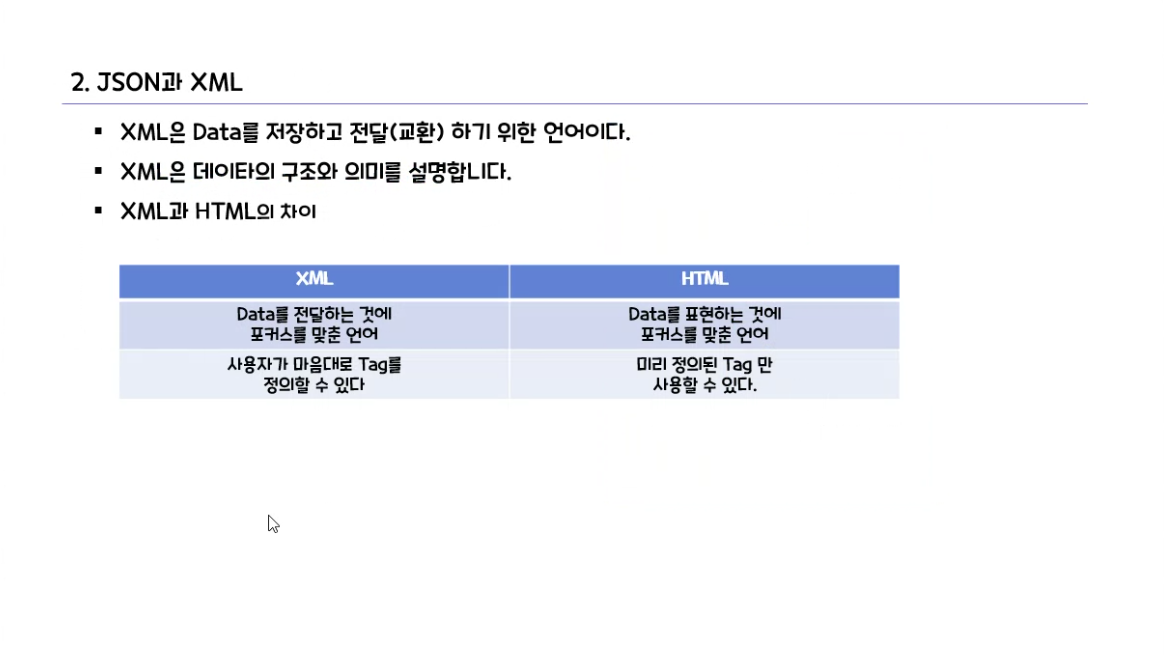 2. JSON과 XML
▪ XML은 Data를 저장하고 전달(교환) 하기 위한 언어이다.
▪ XML은 데이타의 구조와 의미를 설명합니다.
▪ XML과 HTML의 차이
XML HTML
Data를 전달하는 것에
포커스를 맞춘 언어
Data를 표현하는 것에
포커스를 맞춘 언어
사용자가 마음대로 Tag를
정의할 수 있다
미리 정의된 Tag 만
사용할 수 있다.